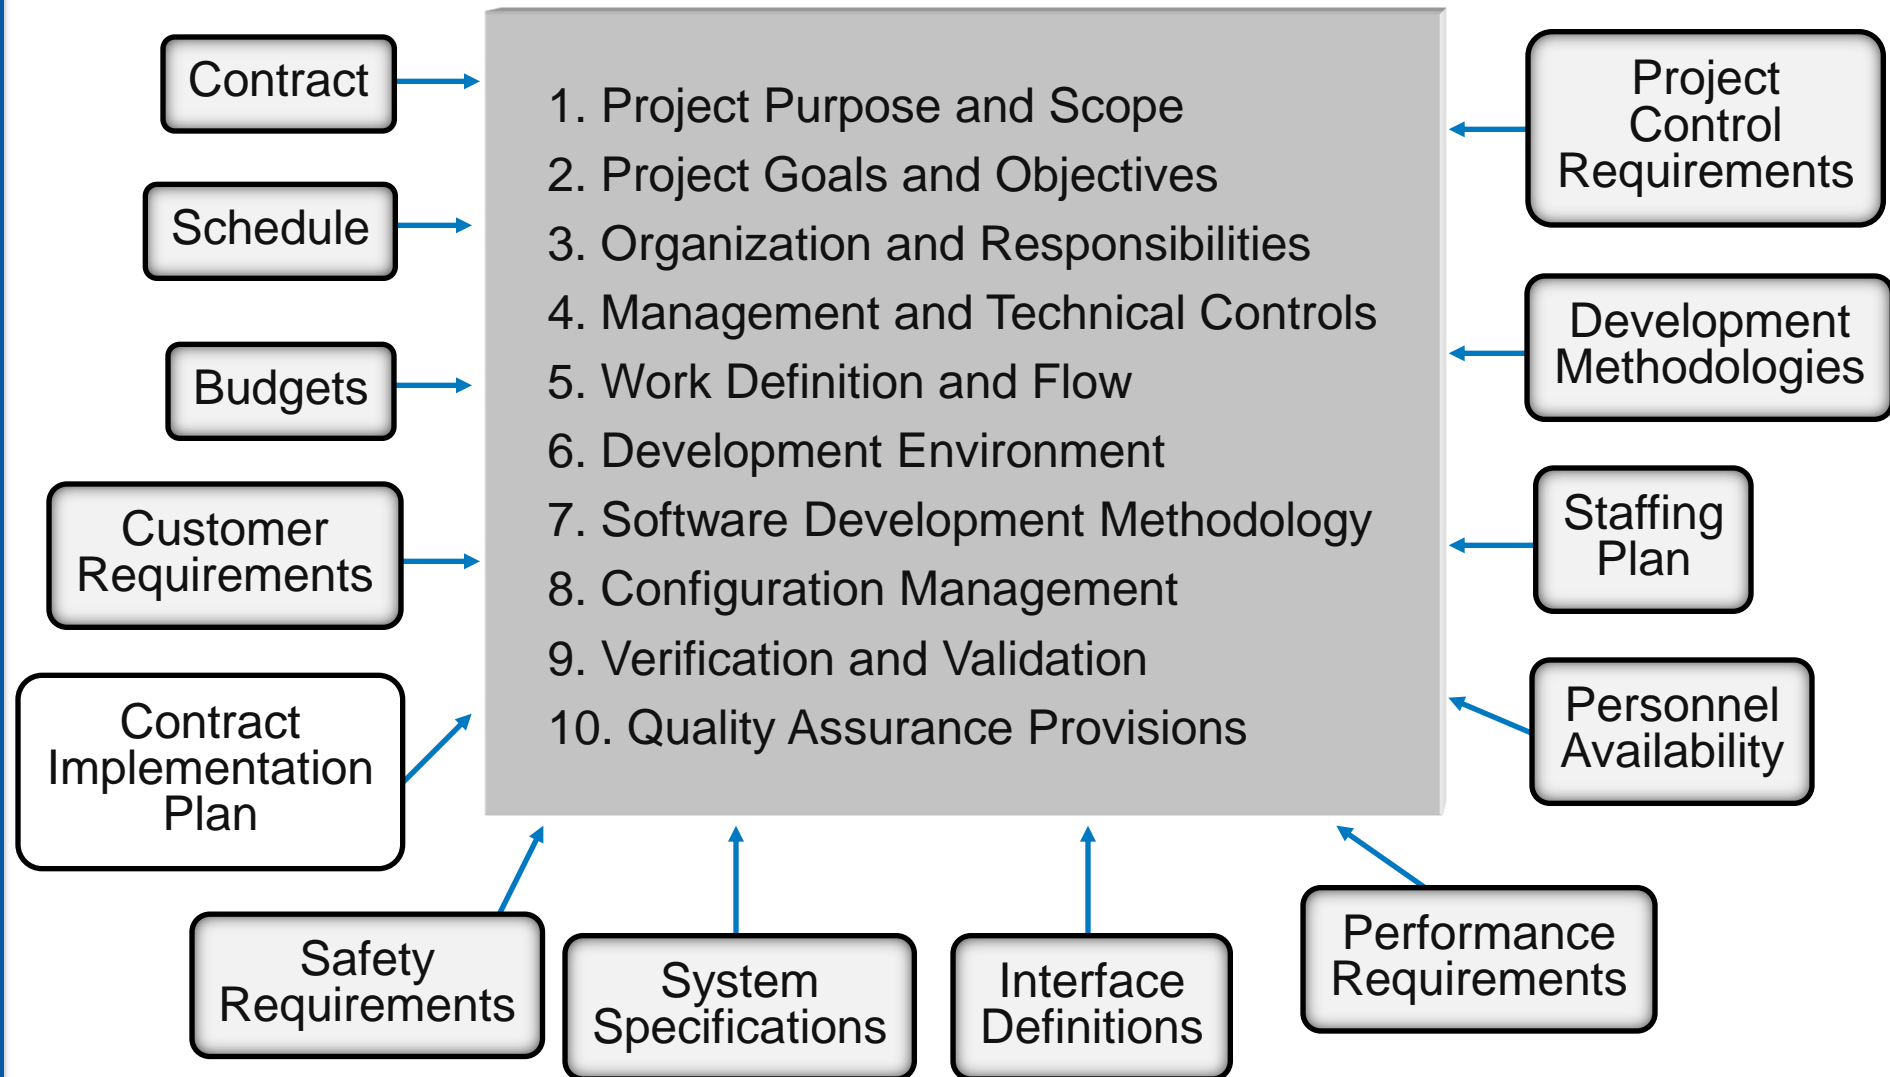 Contract
Schedule
Budgets
Customer
Requirements
Contract
Implementation
Plan
1. Project Purpose and Scope
2. Project Goals and Objectives
3. Organization and Responsibilities
4. Management and Technical Controls
5. Work Definition and Flow
6. Development Environment
7. Software Development Methodology
8. Configuration Management
9. Verification and Validation
10. Quality Assurance Provisions
Project
Control
Requirements
Development
Methodologies
Staffing
Plan
Personnel
Availability
Safety
Requirements
System
Specifications
Interface
Definitions
Performance
Requirements